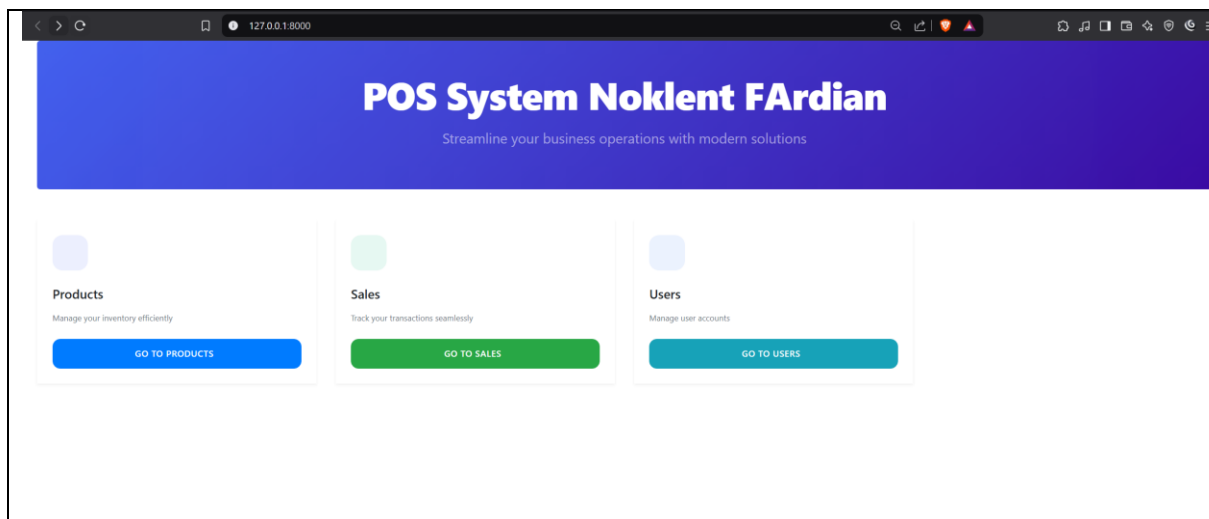 127.0.0.1:8000
POS System Noklent FArdian
Streamline your business operations with modern solutions
Products
Manage your inventory efficiently
GO TO PRODUCTS
Sales
Track your transactions seamlessly
GO TO SALES
Users
Manage user accounts
GO TO USERS